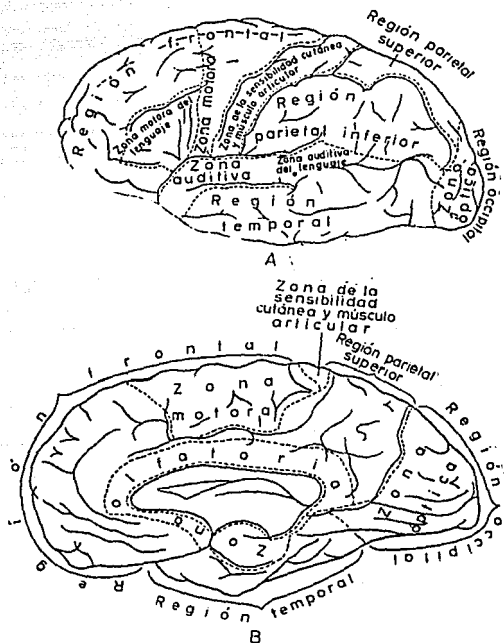 Región frontal
Zona motora del
lenguaje
Zona motora
Zona de la sensibilidad cutánea
y músculo articular
Región parietal
superior
Región
parietal inferior
Zona
auditiva
Zona auditiva
del lenguaje
Región
temporal
Zona
óptica
Región occipital
A
Zona de la
sensibilidad
cutánea y músculo
articular
Región parietal
superior
Región frontal
Zona
motora
Zona olfatoria
Zona
óptica
Región occipital
Región temporal
B